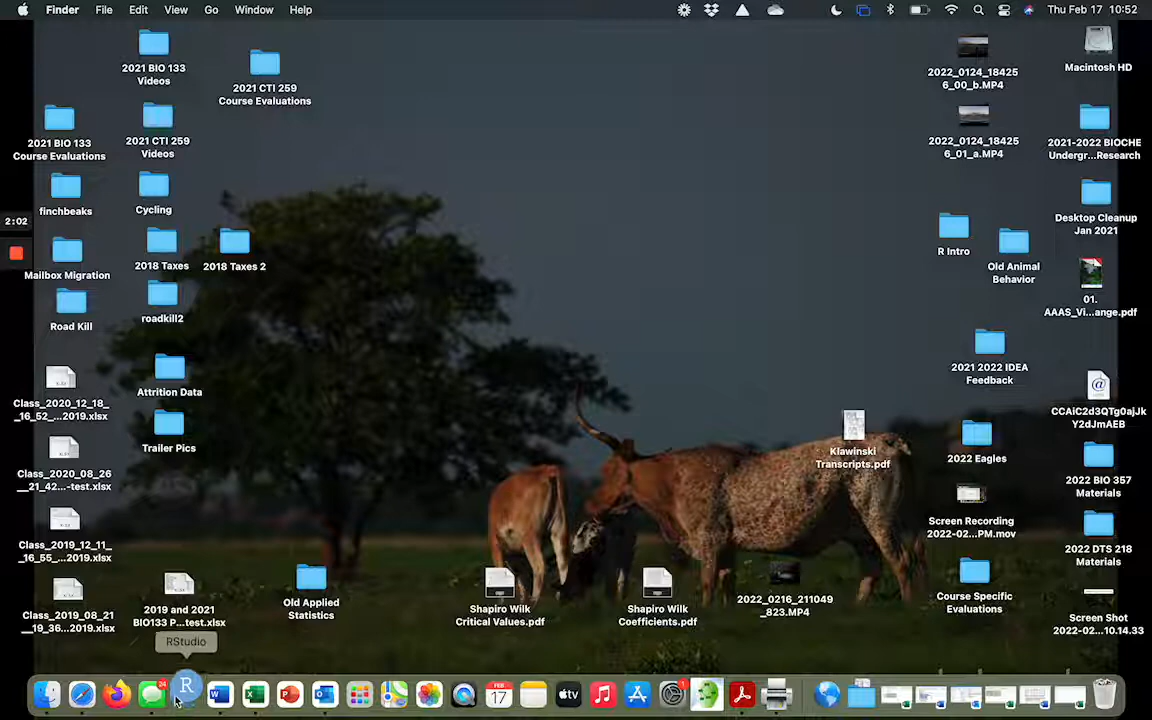 Finder File Edit View Go Window Help
Thu Feb 17 10:52
2021 BIO 133
Videos
2021 CTI 259
Course Evaluations
2022_0124_18425
6_00_b.MP4
Macintosh HD
2021 BIO 133
Course Evaluations
2021 CTI 259
Videos
2022_0124_18425
6_01_a.MP4
2021-2022 BIOCHE
Undergr...Research
finchbeaks
Cycling
Desktop Cleanup
Jan 2021
2:02
R Intro
Old Animal
Behavior
Mailbox Migration
2018 Taxes
2018 Taxes 2
01.
AAAS_Vi...ange.pdf
Road Kill
roadkill2
2021 2022 IDEA
Feedback
Class_2020_12_18_
_16_52_...2019.xlsx
Attrition Data
CCAiC2d3QTg0ajJk
Y2dJmAEB
Trailer Pics
Klawinski
Transcripts.pdf
2022 Eagles
Class_2020_08_26
__21_42...-test.xlsx
2022 BIO 357
Materials
Screen Recording
2022-02...PM.mov
Class_2019_12_11_
_16_55_...2019.xlsx
2022 DTS 218
Materials
Class_2019_08_21
__19_36...2019.xlsx
2019 and 2021
BIO133 P...test.xlsx
Old Applied
Statistics
Shapiro Wilk
Critical Values.pdf
Shapiro Wilk
Coefficients.pdf
2022_0216_211049
_823.MP4
Course Specific
Evaluations
Screen Shot
2022-02...10.14.33
RStudio
24
R
W
X
P
FEB
17
tv
1